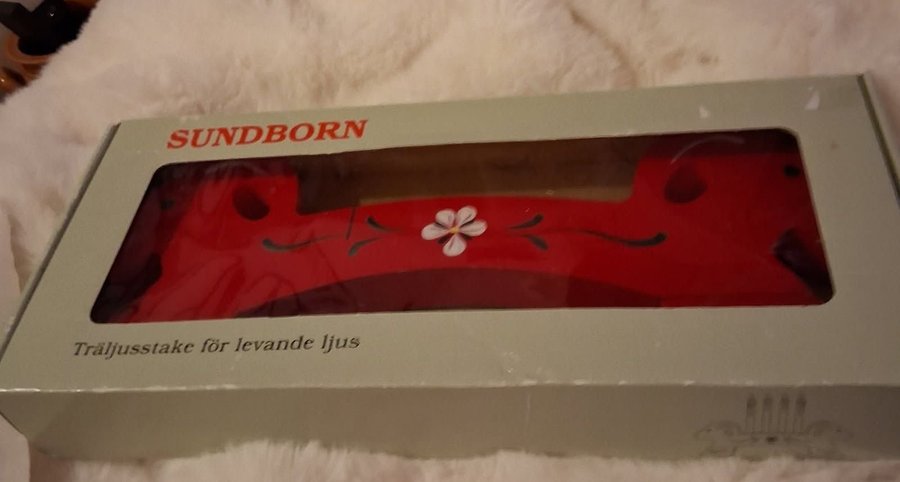 SUNDBORN
Träljusstake för levande ljus